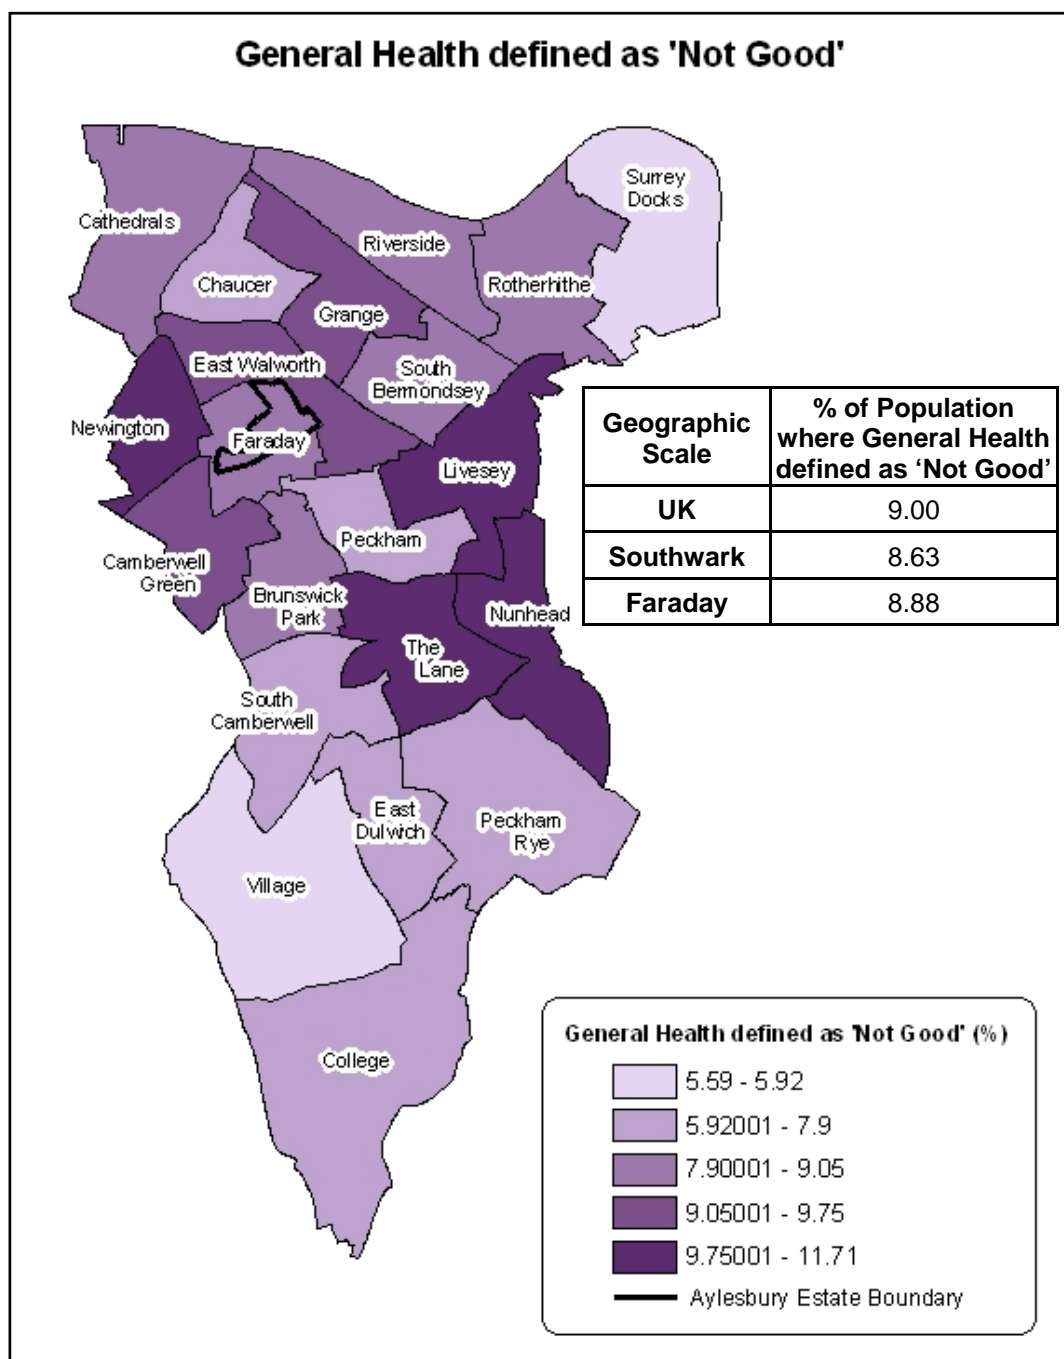 General Health defined as 'Not Good'
Surrey
Docks
Cathedrals
Riverside
Chaucer
Rotherhithe
Grange
East Walworth
South
Bermondsey
Newington
Faraday
Livesey
Peckham
Camberwell
Green
Brunswick
Park
Nunhead
The
Lane
South
Camberwell
East
Dulwich
Peckham
Rye
Village
College
Geographic
Scale
% of Population
where General Health
defined as ‘Not Good’
UK 9.00
Southwark 8.63
Faraday 8.88
General Health defined as 'Not Good' (%)
5.59 - 5.92
5.92001 - 7.9
7.90001 - 9.05
9.05001 - 9.75
9.75001 - 11.71
Aylesbury Estate Boundary